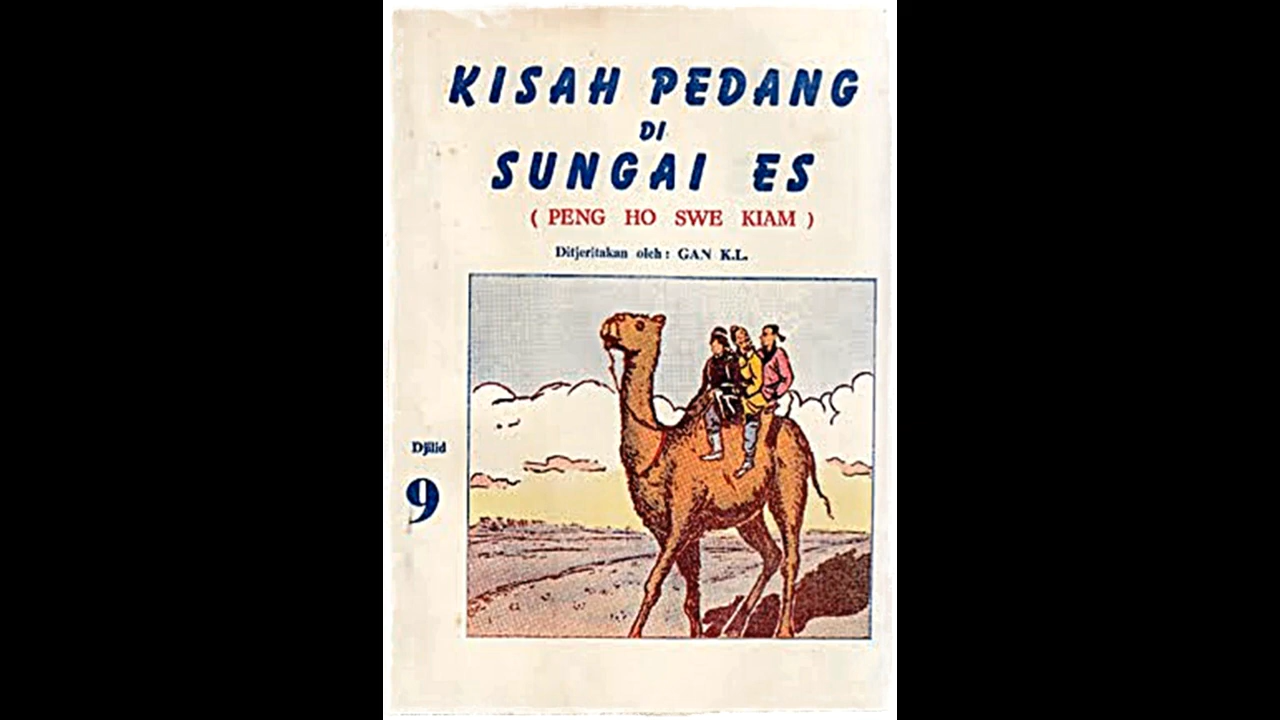 KISAH PEDANG
DI
SUNGAI ES
( PENG HO SWE KIAM )
Ditjeritakan oleh : GAN K.L.
Djilid
9